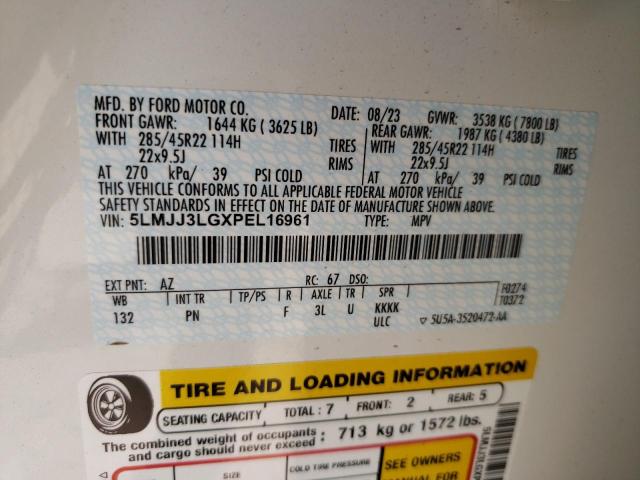 MFD. BY FORD MOTOR CO.
DATE: 08/23 GVWR: 3538 KG ( 7800 LB)
FRONT GAWR: 1644 KG ( 3625 LB)
REAR GAWR: 1987 KG ( 4380 LB)
WITH 285/45R22 114H TIRES
WITH 285/45R22 114H TIRES
22x9.5J RIMS
22x9.5J RIMS
AT 270 kPa/ 39 PSI COLD
AT 270 kPa/ 39 PSI COLD
THIS VEHICLE CONFORMS TO ALL APPLICABLE FEDERAL MOTOR VEHICLE
SAFETY STANDARDS IN EFFECT ON THE DATE OF MANUFACTURE SHOWN ABOVE.
VIN: 5LMJJ3LGXPEL16961 TYPE: MPV
EXT PNT: AZ RC: 67 DSO:
WB INT TR TP/PS R AXLE TR SPR
F0274
T0372
132 PN F 3L U KKKK
ULC
▽ 5U5A-3520472-AA
TIRE AND LOADING INFORMATION
SEATING CAPACITY TOTAL : 7 FRONT: 2 REAR: 5
The combined weight of occupants
and cargo should never exceed : 713 kg or 1572 lbs.
SIZE COLD TIRE PRESSURE
SEE OWNERS
MANUAL FOR